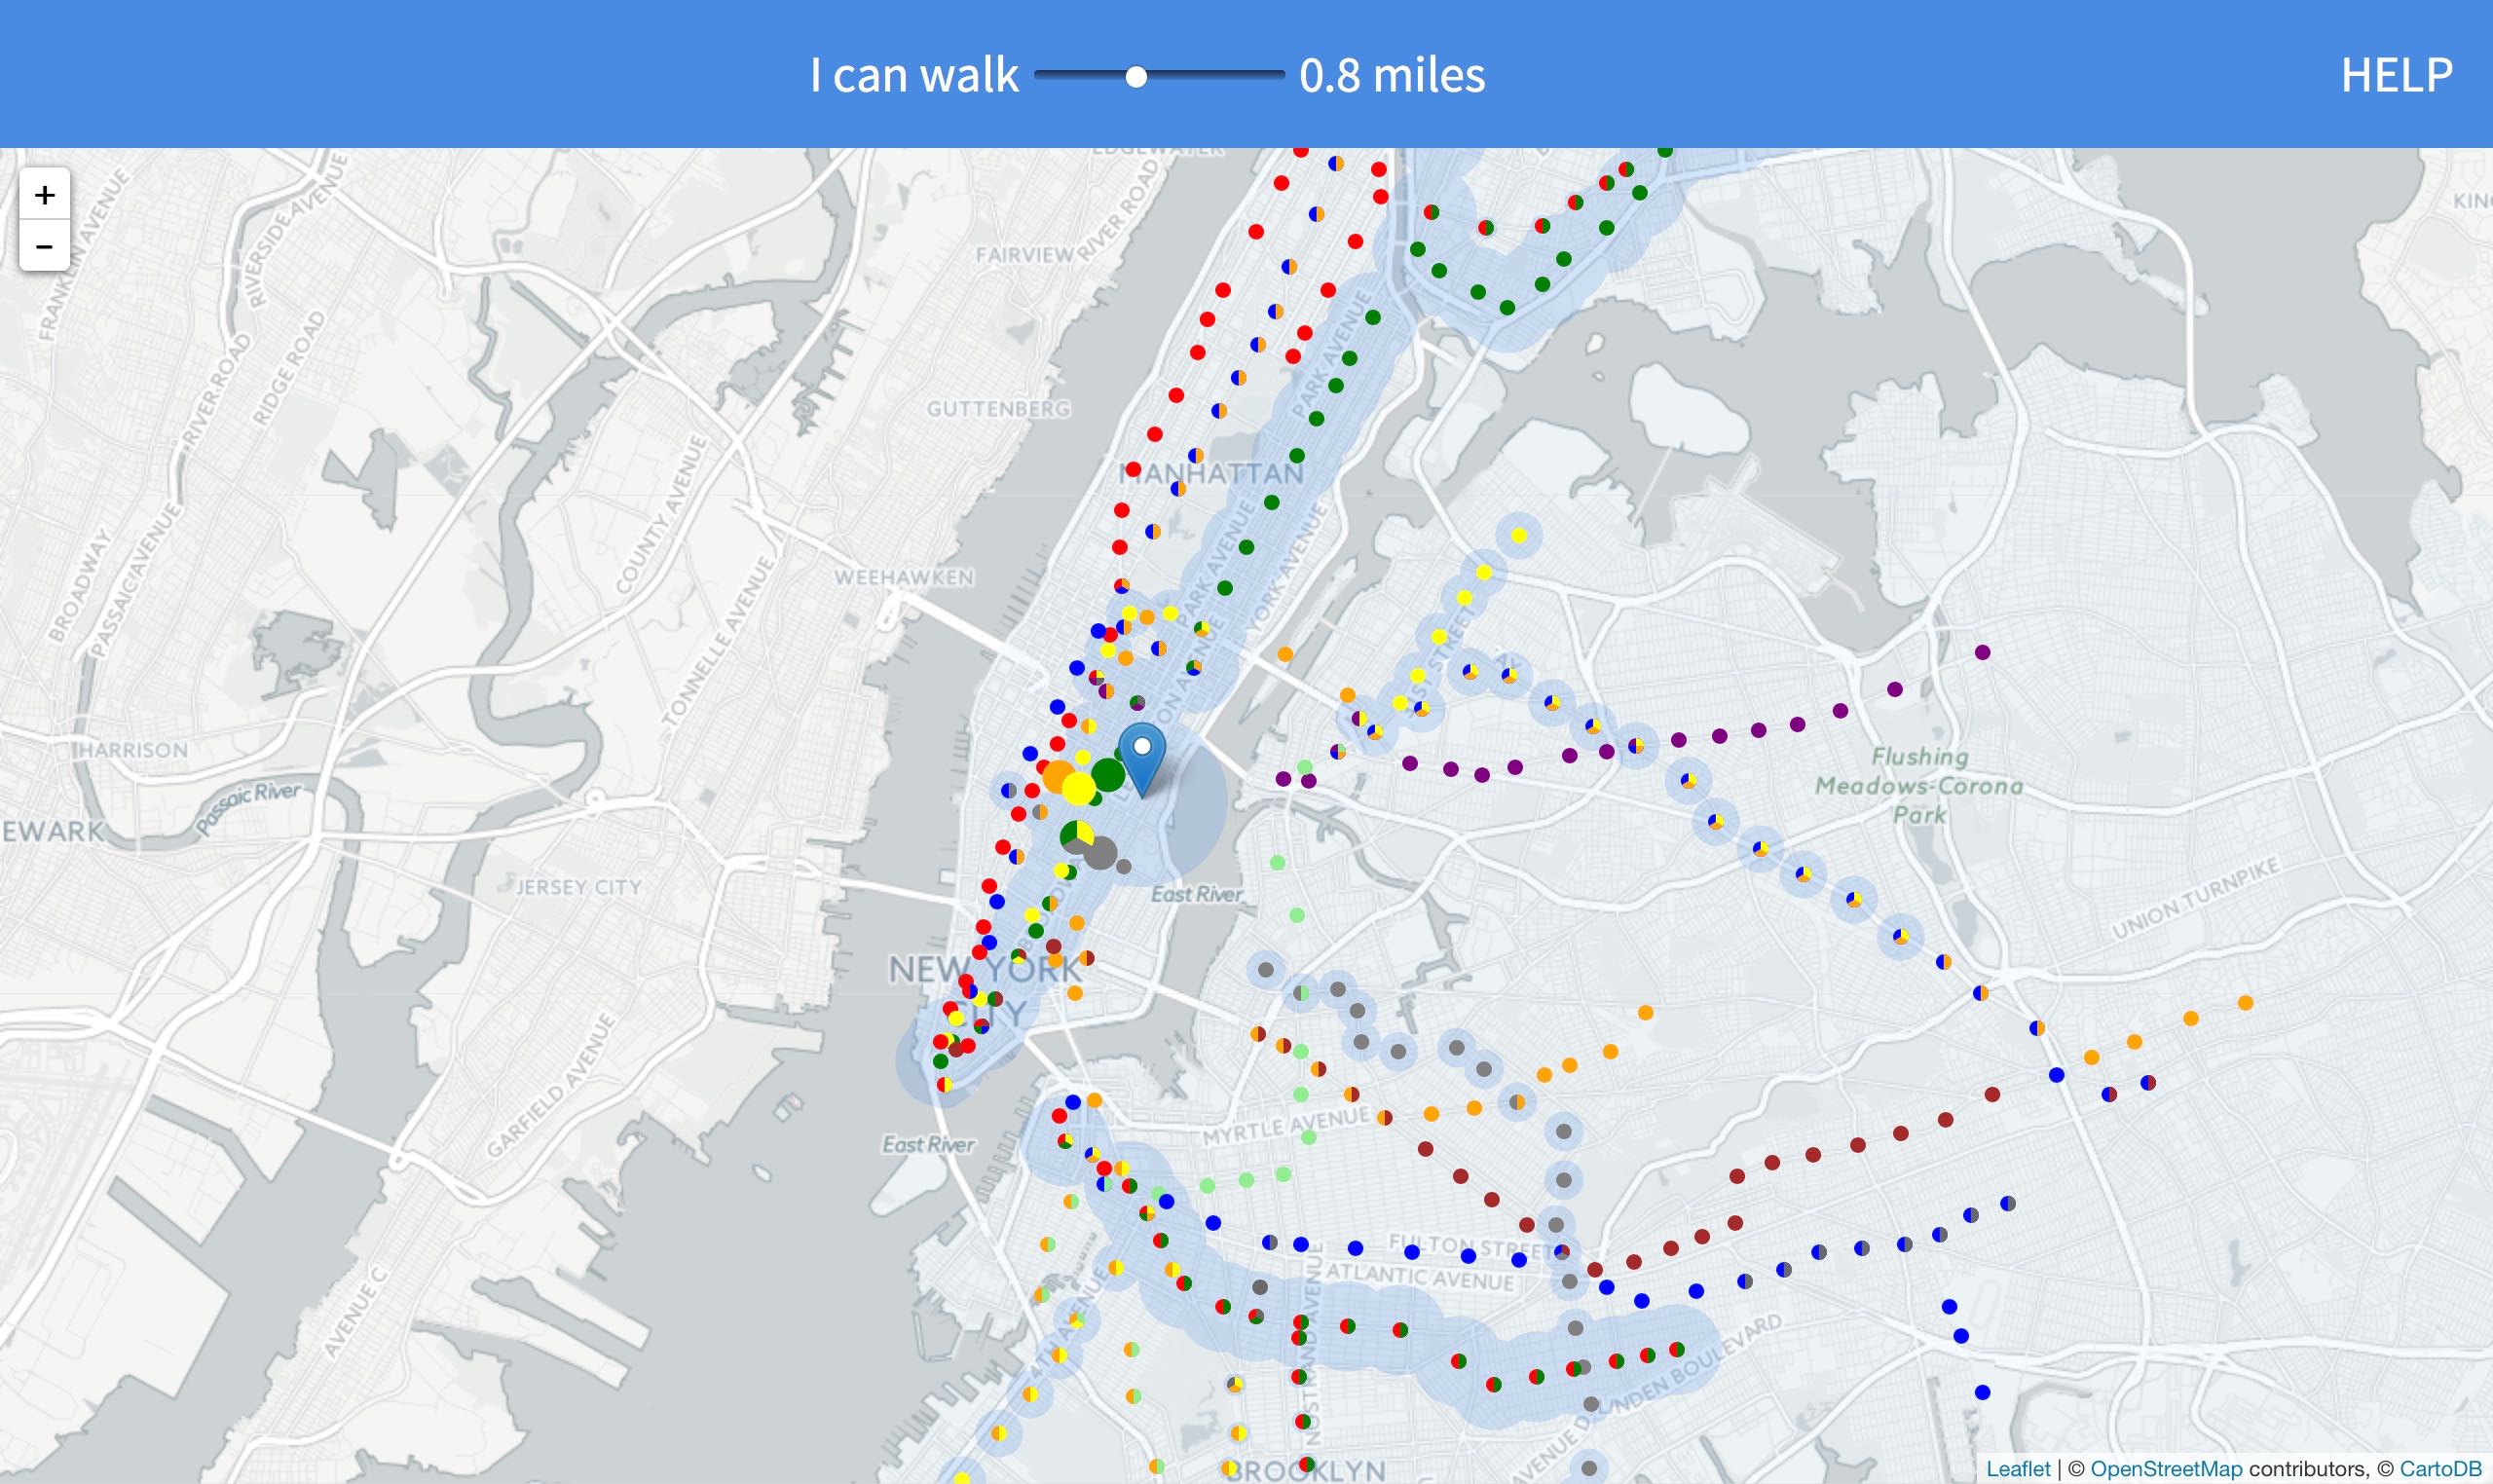 I can walk 0.8 miles
HELP
+
−
EDGEWATER
FRANKLIN AVENUE
RIVERSIDE AVENUE
RIVER ROAD
RIDGE ROAD
FAIRVIEW
RIVER ROAD
PARK AVENUE
GUTTENBERG
COUNTY AVENUE
MANHATTAN
BROADWAY
PASSAIC AVENUE
TONNELLE AVENUE
WEEHAWKEN
PARK AVENUE
YORK AVENUE
31ST STREET
HARRISON
Passaic River
EWARK
Flushing
Meadows-Corona
Park
JERSEY CITY
East River
UNION TURNPIKE
NEW YORK
CITY
GARFIELD AVENUE
MYRTLE AVENUE
East River
FULTON STREET
ATLANTIC AVENUE
AVENUE C
4TH AVENUE
NOSTRAND AVENUE
LINDEN BOULEVARD
AVENUE D
BROOKLYN
Leaflet | © OpenStreetMap contributors, © CartoDB